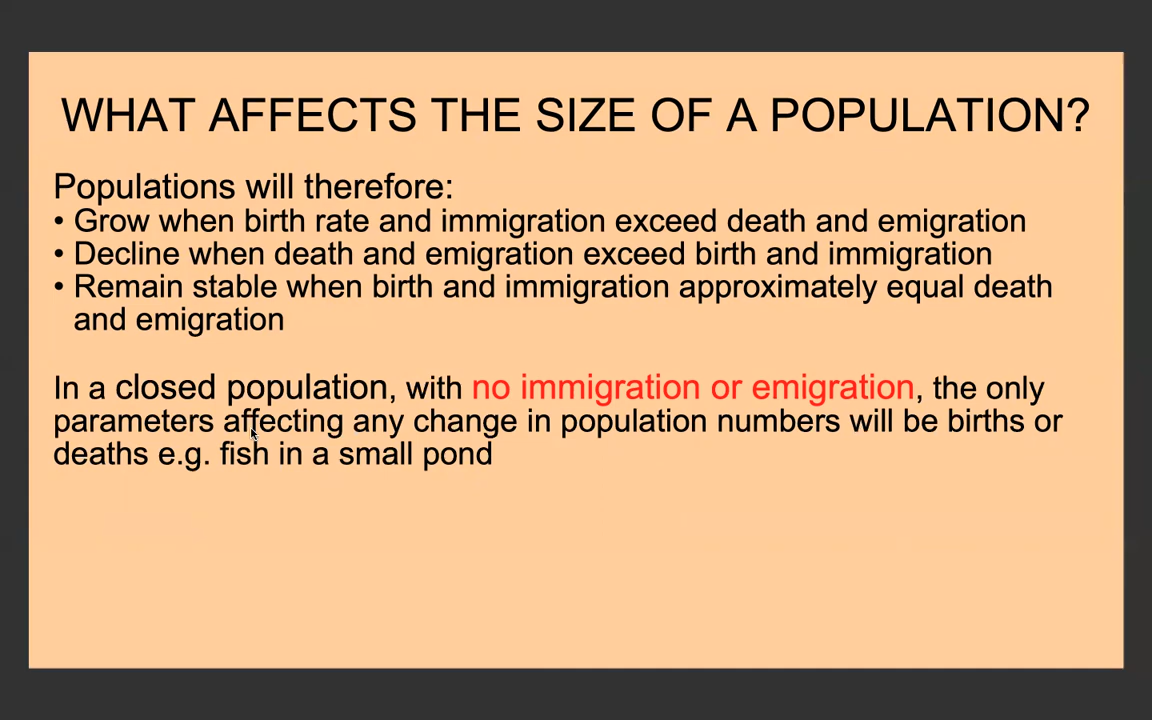 WHAT AFFECTS THE SIZE OF A POPULATION?
Populations will therefore:
• Grow when birth rate and immigration exceed death and emigration
• Decline when death and emigration exceed birth and immigration
• Remain stable when birth and immigration approximately equal death
and emigration
In a closed population, with no immigration or emigration, the only
parameters affecting any change in population numbers will be births or
deaths e.g. fish in a small pond